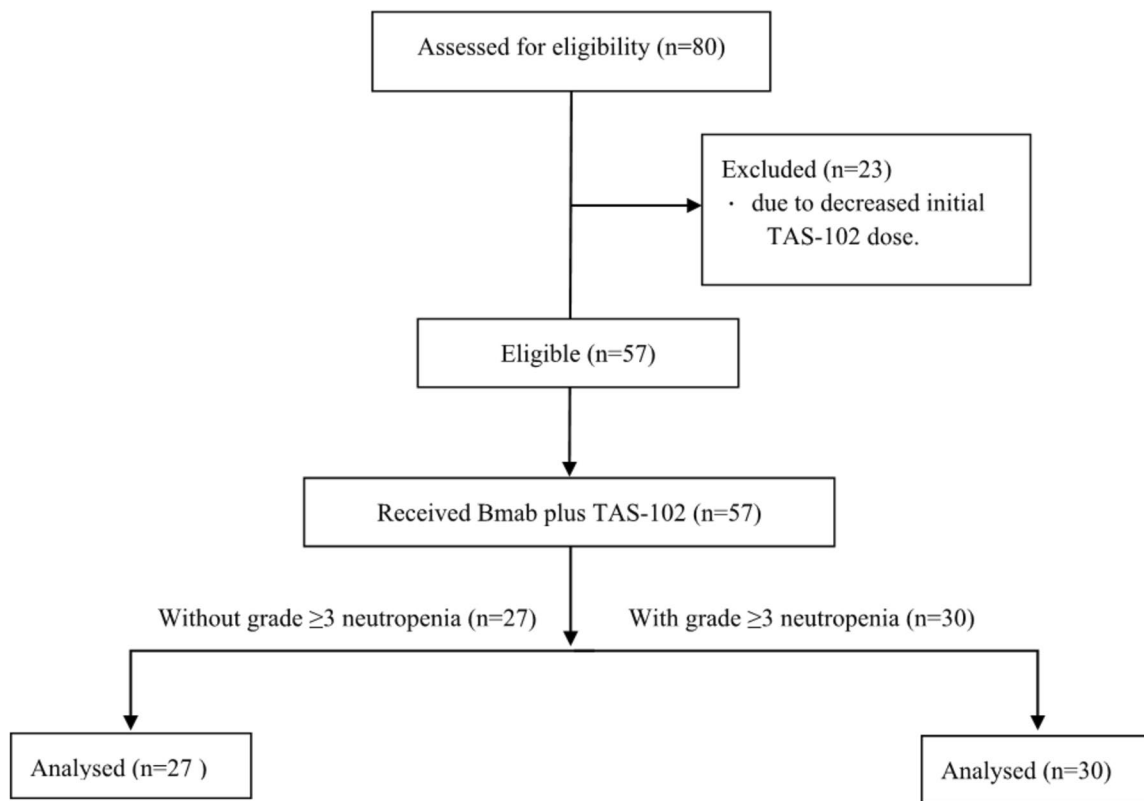 Assessed for eligibility (n=80)
Excluded (n=23)
· due to decreased initial
TAS-102 dose.
Eligible (n=57)
Received Bmab plus TAS-102 (n=57)
Without grade ≥3 neutropenia (n=27)
With grade ≥3 neutropenia (n=30)
Analysed (n=27 )
Analysed (n=30)